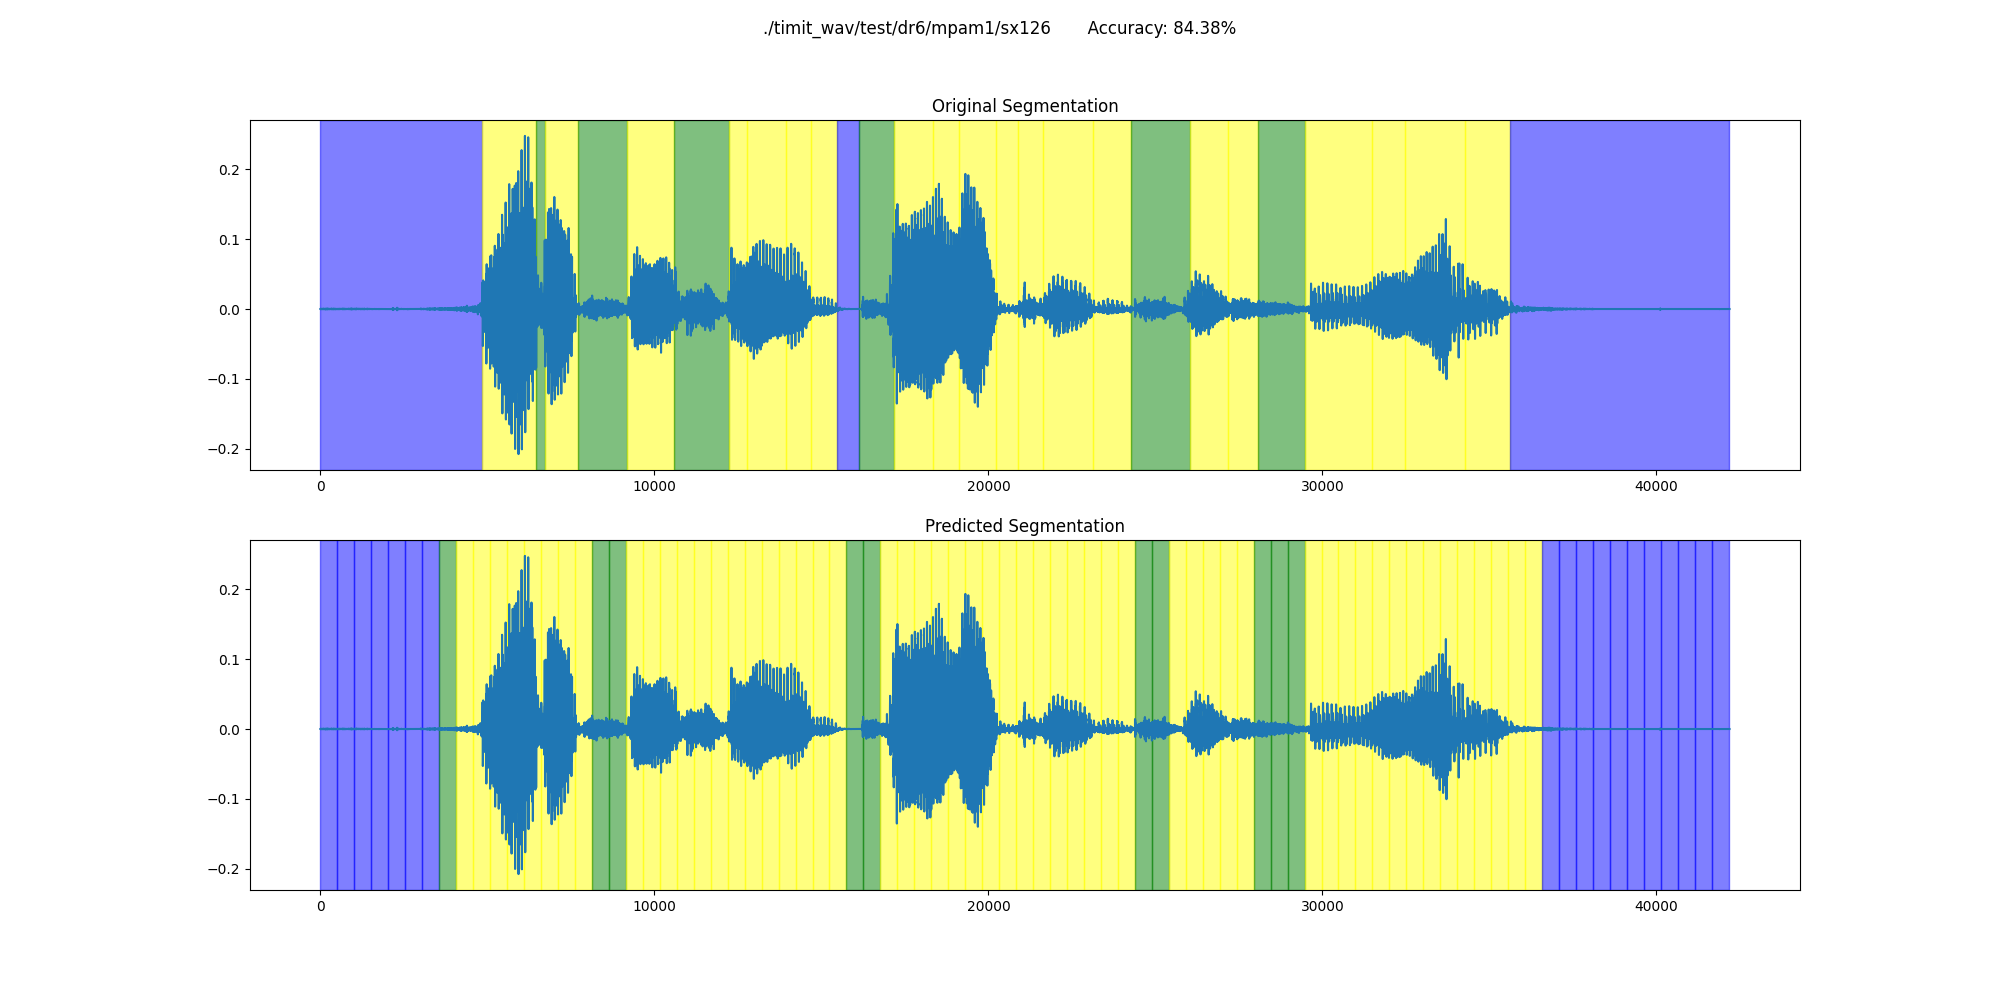 ./timit_wav/test/dr6/mpam1/sx126 Accuracy: 84.38%
Original Segmentation
0.2
0.1
0.0
−0.1
−0.2
0 10000 20000 30000 40000
Predicted Segmentation
0.2
0.1
0.0
−0.1
−0.2
0 10000 20000 30000 40000